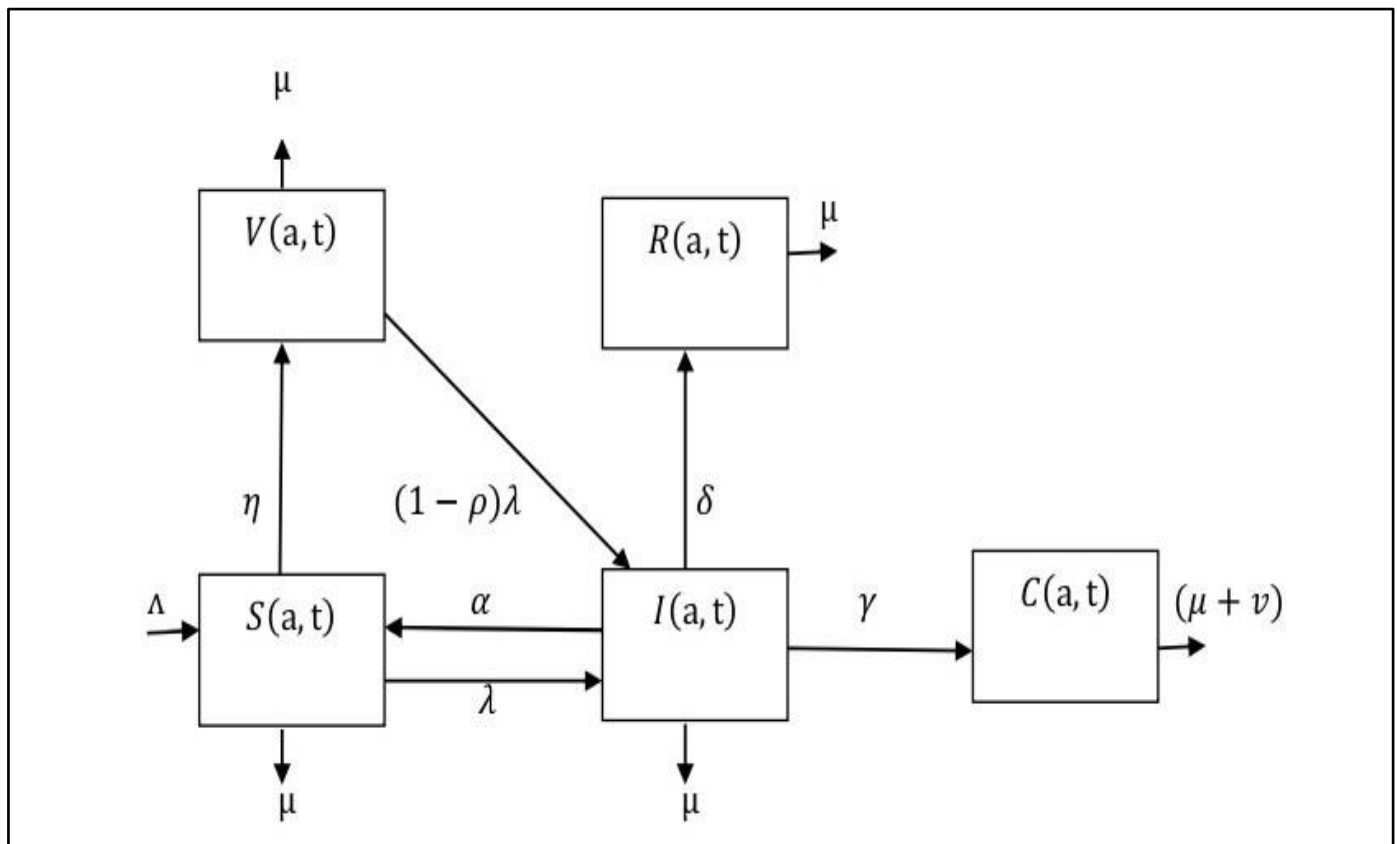 μ
V(a,t)
R(a,t)
μ
η
(1 − ρ)λ
δ
Λ
S(a,t)
α
I(a,t)
γ
C(a,t)
(μ + v)
λ
μ
μ